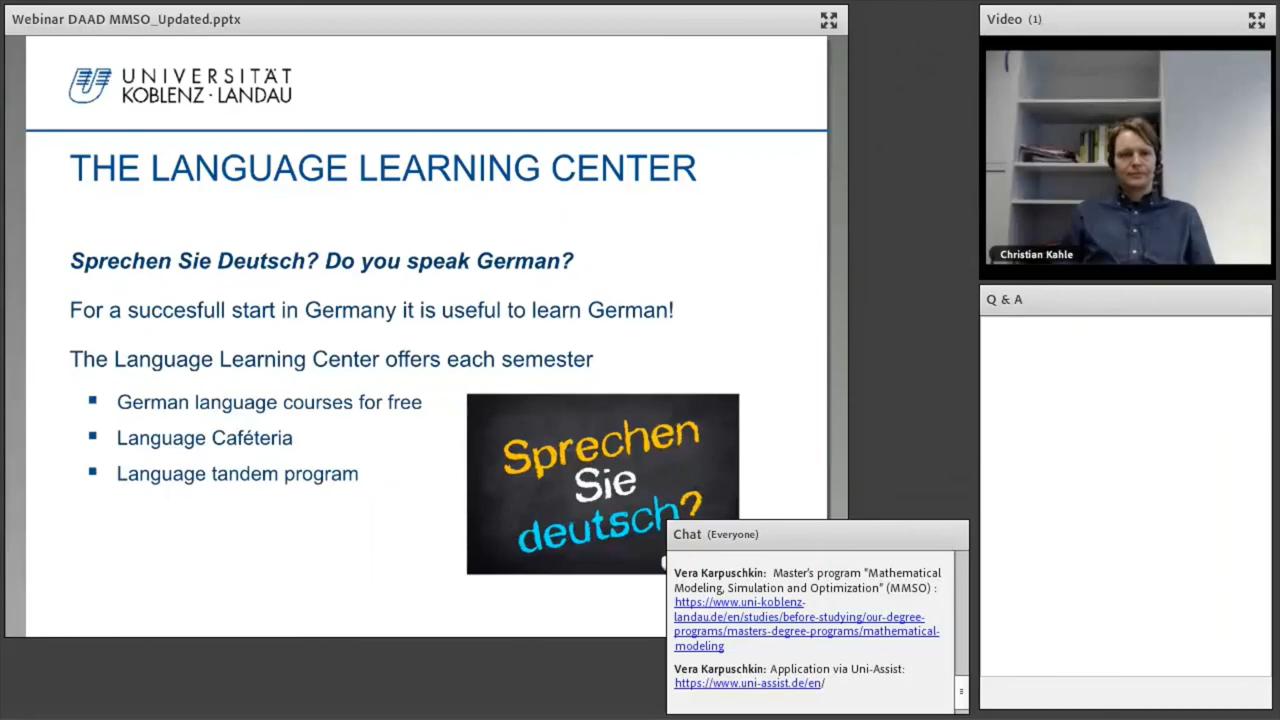 Webinar DAAD MMSO_Updated.pptx
UNIVERSITÄT
KOBLENZ · LANDAU
THE LANGUAGE LEARNING CENTER
Sprechen Sie Deutsch? Do you speak German?
For a succesfull start in Germany it is useful to learn German!
The Language Learning Center offers each semester
▪ German language courses for free
▪ Language Caféteria
▪ Language tandem program
Sprechen
Sie
deutsch?
Chat (Everyone)
Vera Karpuschkin: Master's program "Mathematical
Modeling, Simulation and Optimization" (MMSO) :
https://www.uni-koblenz-
landau.de/en/studies/before-studying/our-degree-
programs/masters-degree-programs/mathematical-
modeling
Vera Karpuschkin: Application via Uni-Assist:
https://www.uni-assist.de/en/
Video (1)
Christian Kahle
Q & A